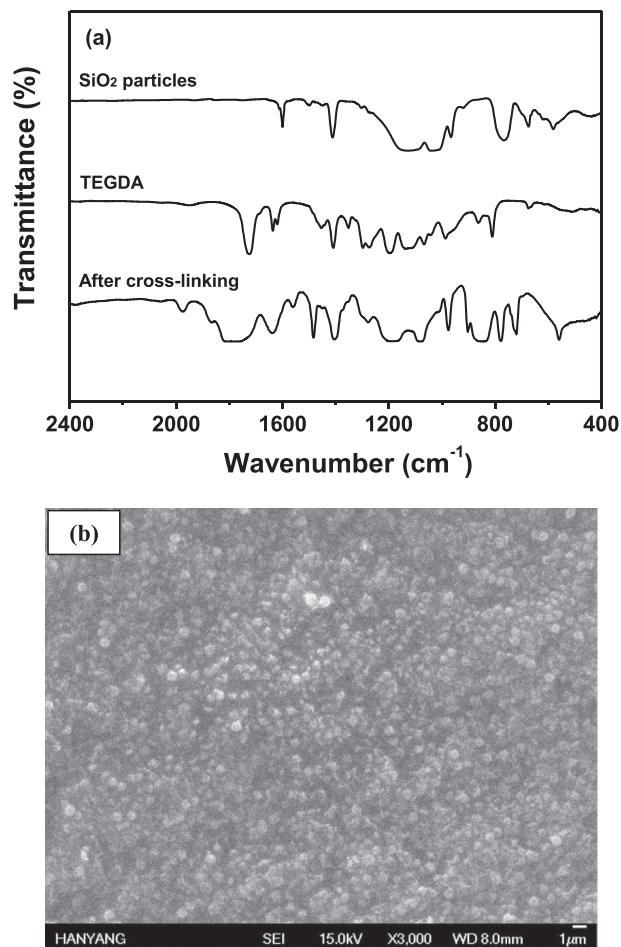 (a)
SiO₂ particles
TEGDA
After cross-linking
Transmittance (%)
2400 2000 1600 1200 800 400
Wavenumber (cm⁻¹)
(b)
HANYANG SEI 15.0kV X3,000 WD 8.0mm 1μm